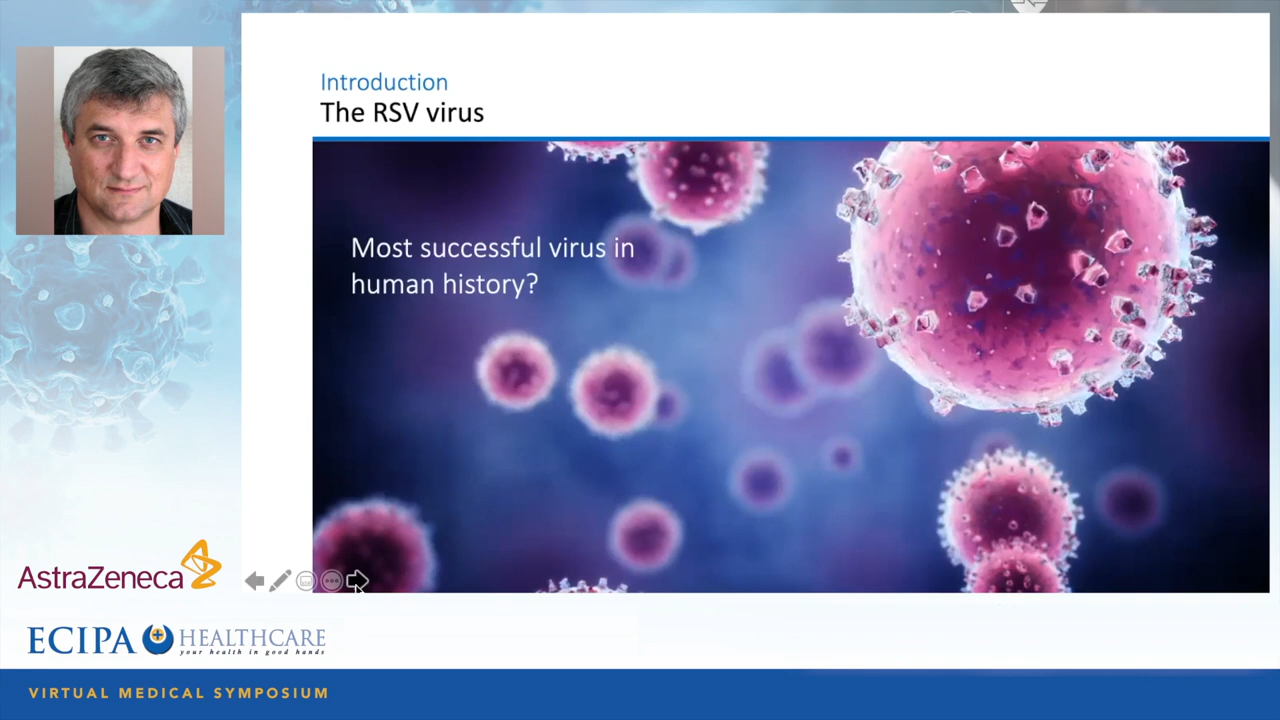 Introduction
The RSV virus
Most successful virus in
human history?
AstraZeneca
ECIPA HEALTHCARE
your health in good hands
VIRTUAL MEDICAL SYMPOSIUM